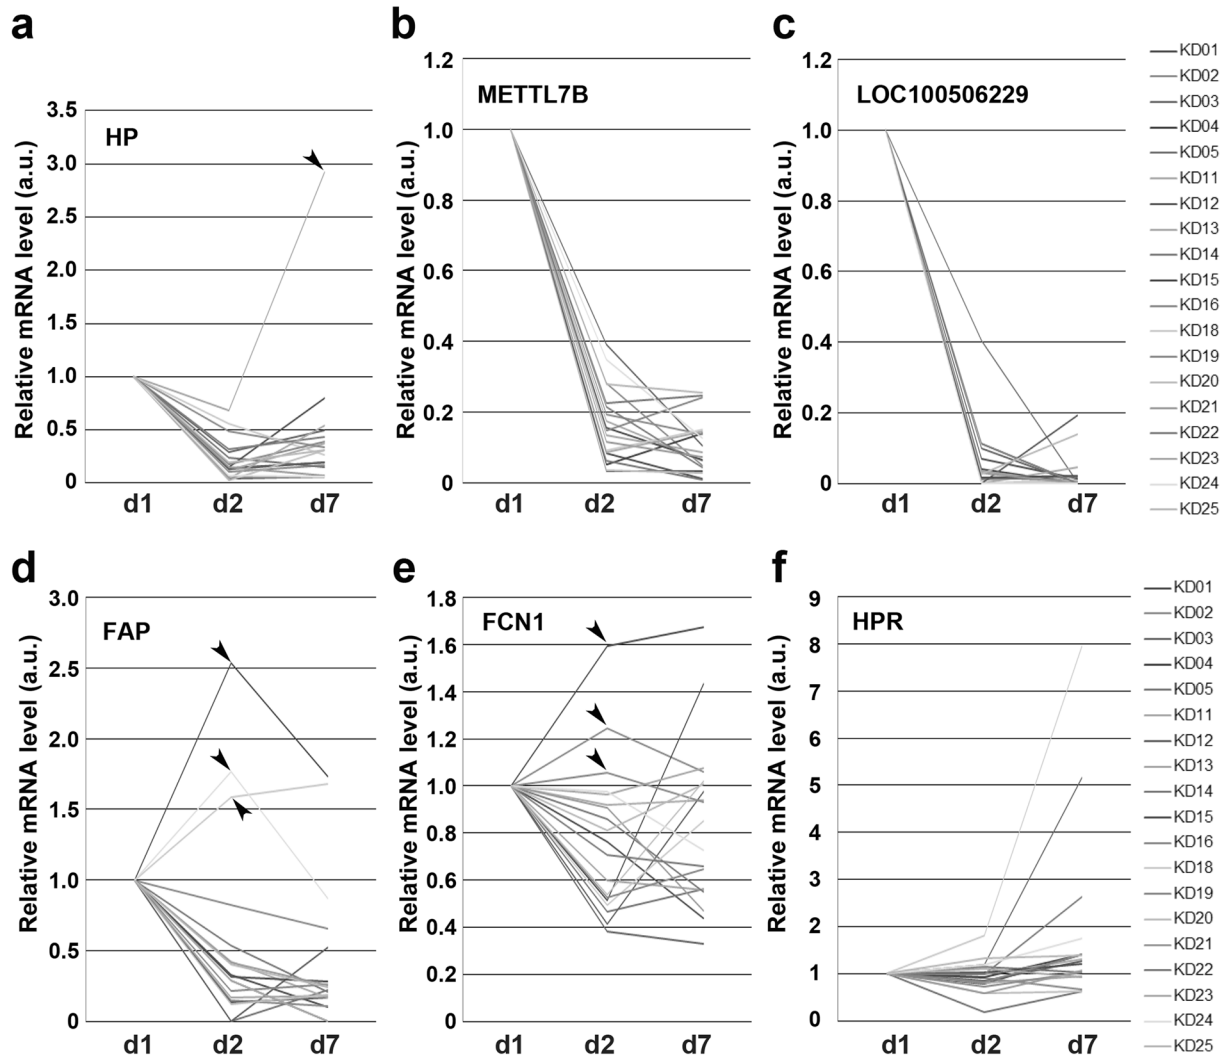 a
HP
Relative mRNA level (a.u.)
3.5
3.0
2.5
2.0
1.5
1.0
0.5
0
d1 d2 d7
b
METTL7B
Relative mRNA level (a.u.)
1.2
1.0
0.8
0.6
0.4
0.2
0
d1 d2 d7
c
LOC100506229
Relative mRNA level (a.u.)
1.2
1.0
0.8
0.6
0.4
0.2
0
d1 d2 d7
KD01
KD02
KD03
KD04
KD05
KD11
KD12
KD13
KD14
KD15
KD16
KD18
KD19
KD20
KD21
KD22
KD23
KD24
KD25
d
FAP
Relative mRNA level (a.u.)
3.0
2.5
2.0
1.5
1.0
0.5
0
d1 d2 d7
e
FCN1
Relative mRNA level (a.u.)
1.8
1.6
1.4
1.2
1.0
0.8
0.6
0.4
0.2
0
d1 d2 d7
f
HPR
Relative mRNA level (a.u.)
9
8
7
6
5
4
3
2
1
0
d1 d2 d7
KD01
KD02
KD03
KD04
KD05
KD11
KD12
KD13
KD14
KD15
KD16
KD18
KD19
KD20
KD21
KD22
KD23
KD24
KD25